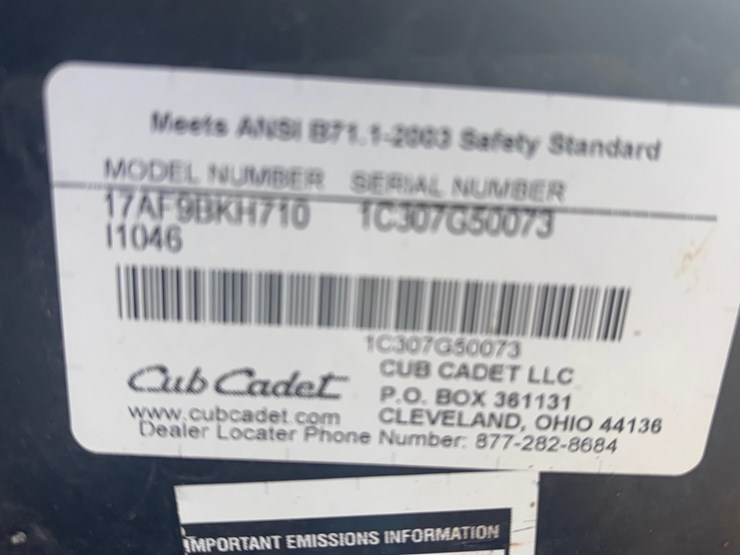 Meets ANSI B71.1-2003 Safety Standard
MODEL NUMBER SERIAL NUMBER
17AF9BKH710 1C307G50073
I1046
1C307G50073
Cub Cadet CUB CADET LLC
P.O. BOX 361131
www.cubcadet.com CLEVELAND, OHIO 44136
Dealer Locater Phone Number: 877-282-8684
IMPORTANT EMISSIONS INFORMATION